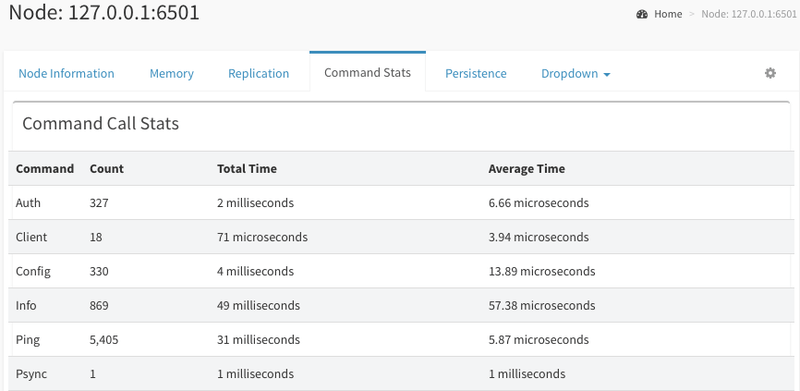 Node: 127.0.0.1:6501
Home > Node: 127.0.0.1:6501
Node Information Memory Replication Command Stats Persistence Dropdown
Command Call Stats
Command Count Total Time Average Time
Auth 327 2 milliseconds 6.66 microseconds
Client 18 71 microseconds 3.94 microseconds
Config 330 4 milliseconds 13.89 microseconds
Info 869 49 milliseconds 57.38 microseconds
Ping 5,405 31 milliseconds 5.87 microseconds
Psync 1 1 milliseconds 1 milliseconds